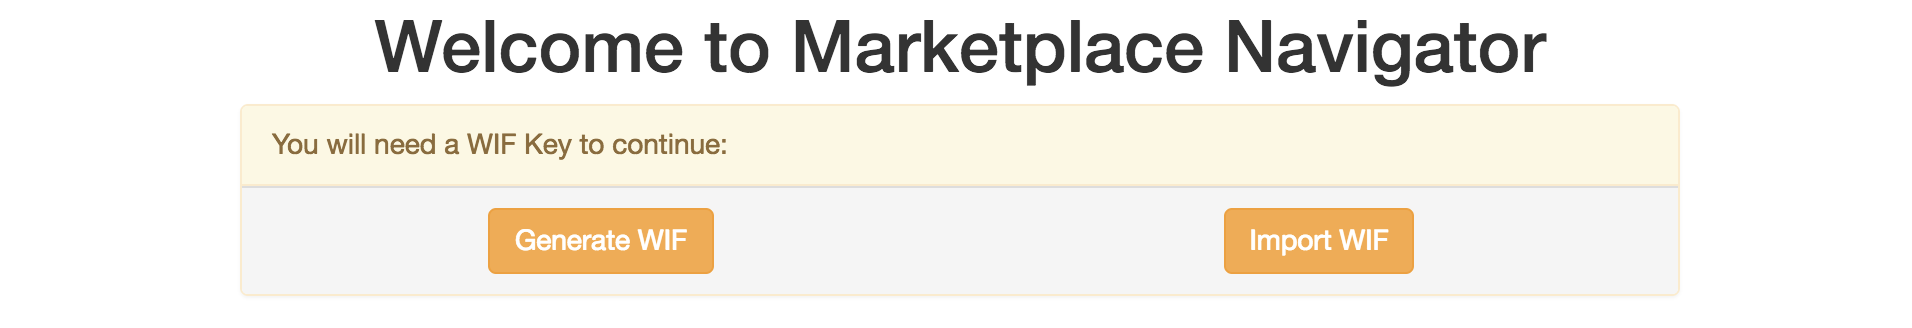 Welcome to Marketplace Navigator
You will need a WIF Key to continue:
Generate WIF
Import WIF